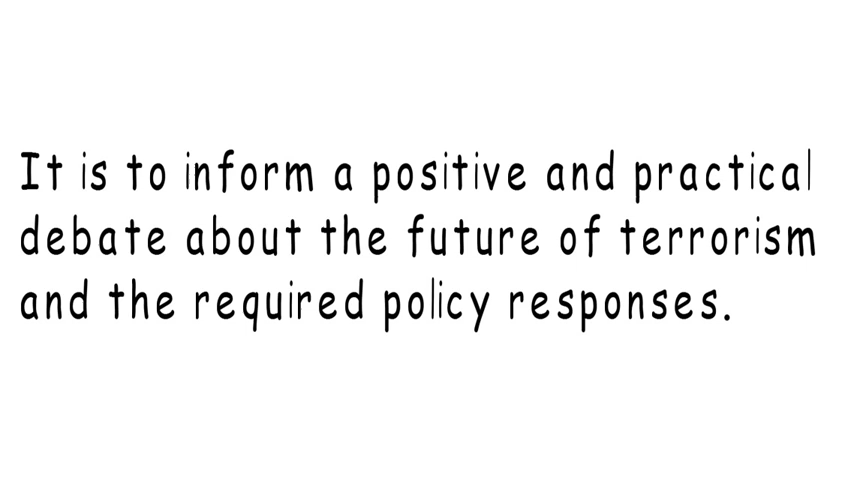 It is to inform a positive and practical
debate about the future of terrorism
and the required policy responses.